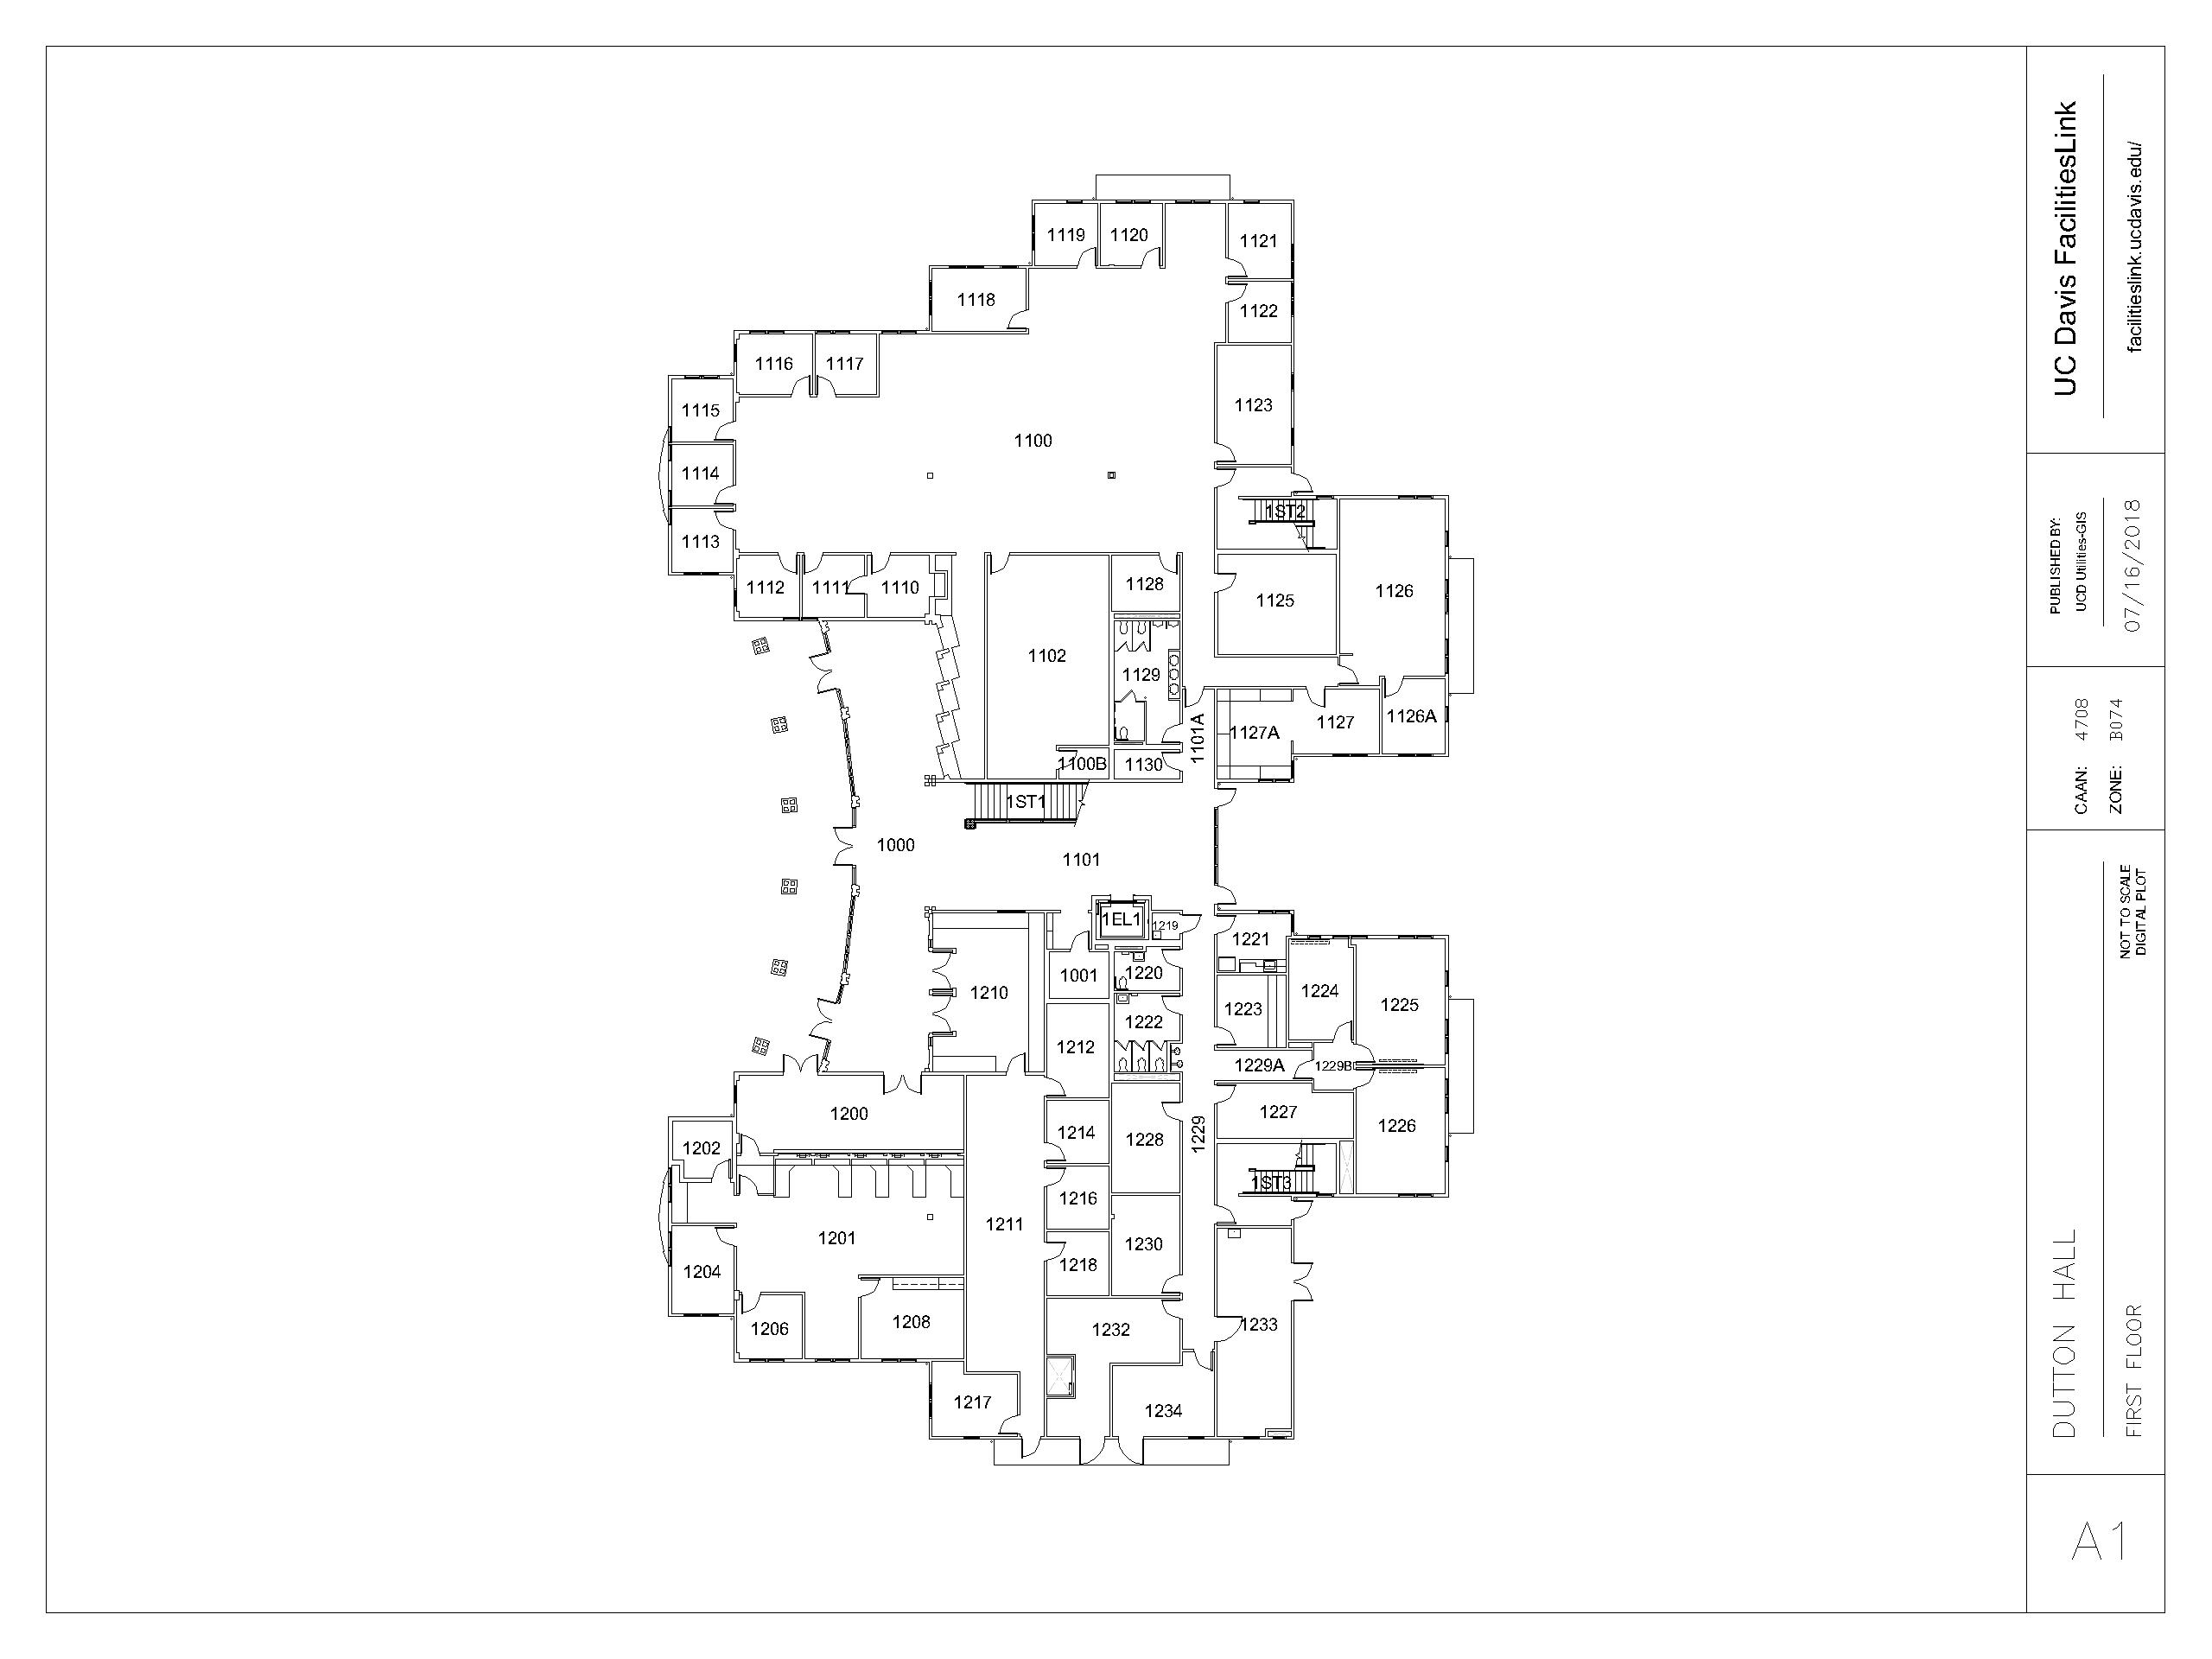 1119
1120
1121
1118
1122
1116
1117
1115
1123
1100
1114
1ST2
1113
1112
1111
1110
1128
1125
1126
1102
1129
1101A
1127A
1127
1126A
1100B
1130
1ST1
1000
1101
1EL1
1219
1221
1001
1220
1210
1224
1225
1223
1222
1212
1229A
1229B
1200
1227
1226
1202
1214
1228
1229
1ST3
1216
1211
1201
1230
1204
1218
1206
1208
1232
1233
1217
1234
UC Davis FacilitiesLink
facilitieslink.ucdavis.edu/
PUBLISHED BY:
UCD Utilities-GIS
07/16/2018
CAAN: 4708
ZONE: B074
NOT TO SCALE
DIGITAL PLOT
DUTTON HALL
FIRST FLOOR
A1